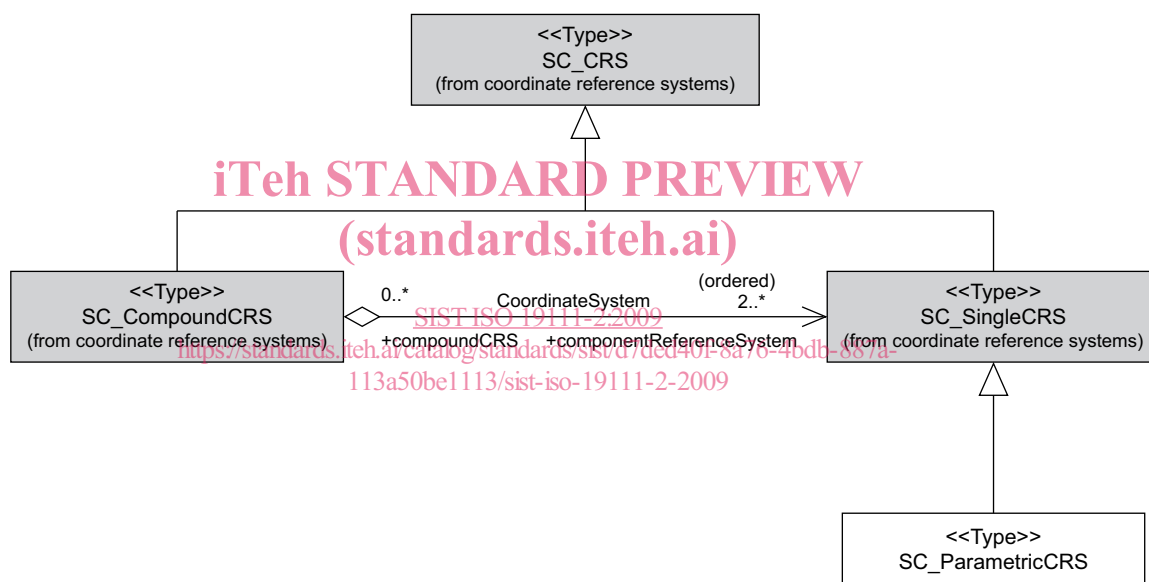 <<Type>>
SC_CRS
(from coordinate reference systems)
iTeh STANDARD PREVIEW
(standards.iteh.ai)
<<Type>>
SC_CompoundCRS
(from coordinate reference systems)
0..*
CoordinateSystem
(ordered)
2..*
+compoundCRS
+componentReferenceSystem
<<Type>>
SC_SingleCRS
(from coordinate reference systems)
SIST ISO 19111-2:2009
https://standards.iteh.ai/catalog/standards/sist/d7ded40f-8a76-4bdb-887a-
113a50be1113/sist-iso-19111-2-2009
<<Type>>
SC_ParametricCRS